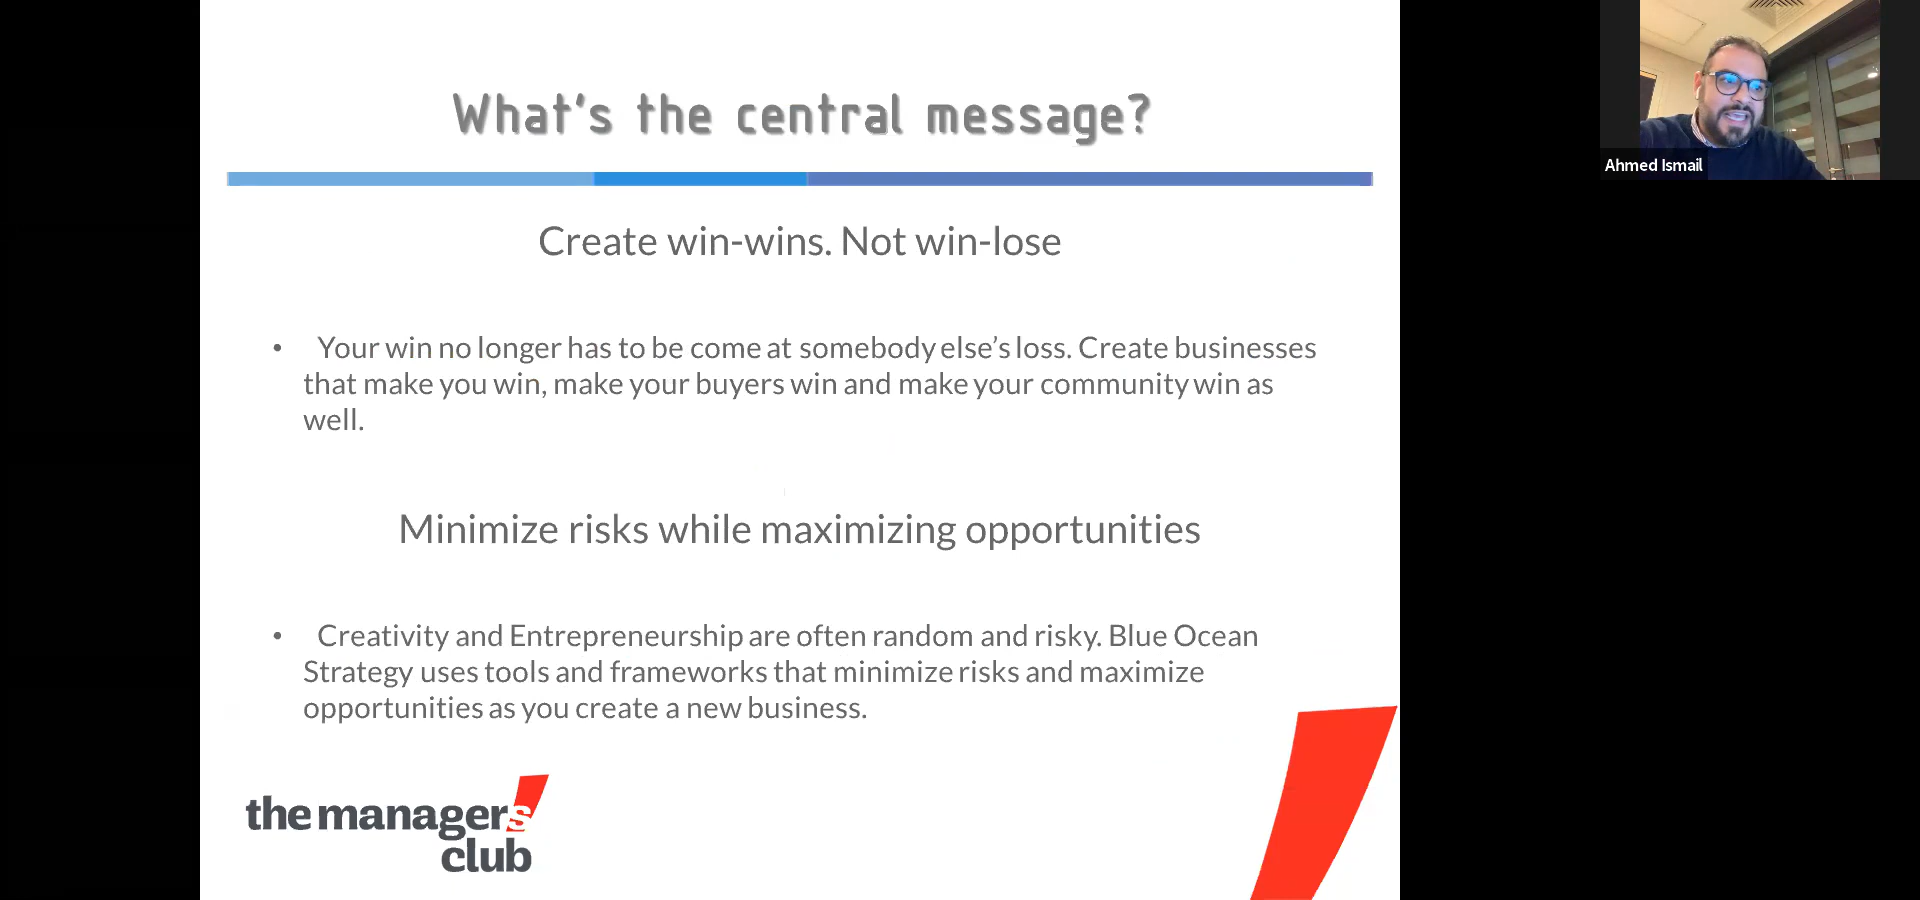 What's the central message?
Ahmed Ismail
Create win-wins. Not win-lose
• Your win no longer has to be come at somebody else’s loss. Create businesses
that make you win, make your buyers win and make your community win as
well.
Minimize risks while maximizing opportunities
• Creativity and Entrepreneurship are often random and risky. Blue Ocean
Strategy uses tools and frameworks that minimize risks and maximize
opportunities as you create a new business.
the managers
club